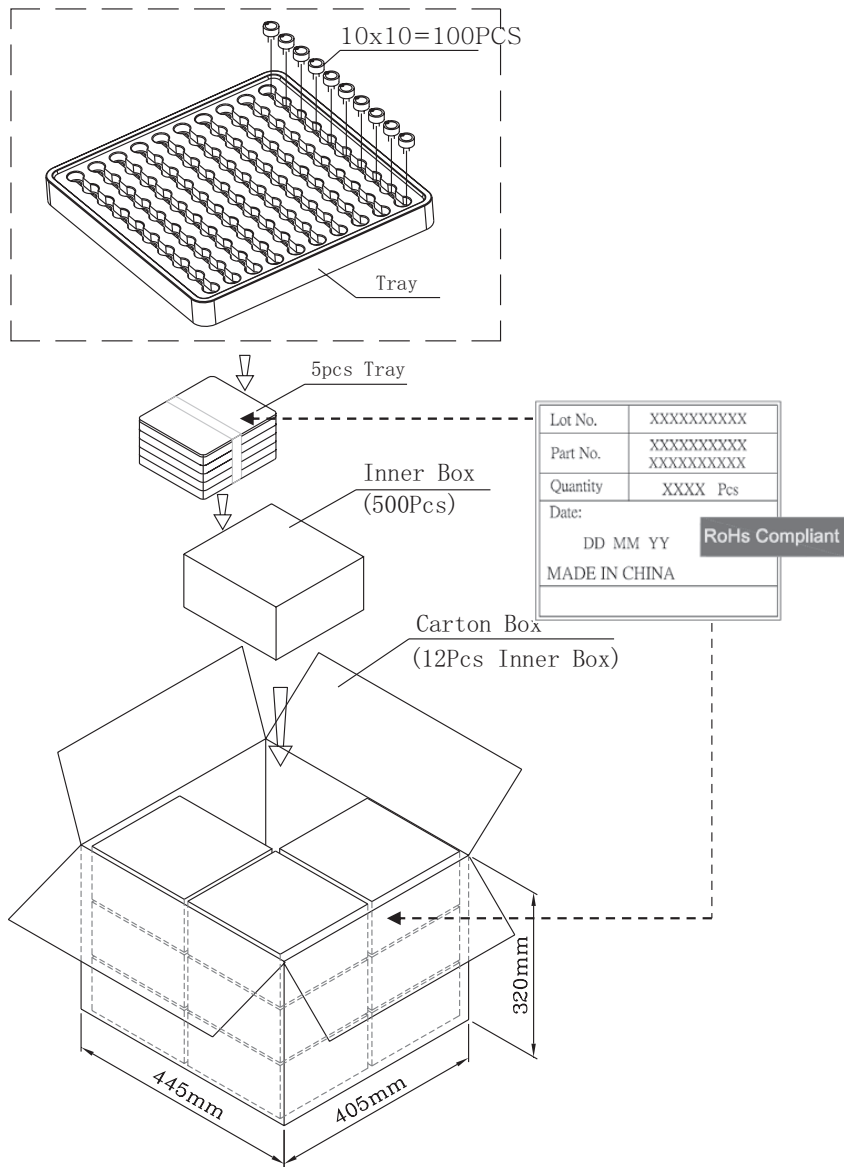 10x10=100PCS
Tray
5pcs Tray
Inner Box
(500Pcs)
Lot No. XXXXXXXXXX
Part No. XXXXXXXXXX
XXXXXXXXXX
Quantity XXXX Pcs
Date:
DD MM YY
RoHs Compliant
MADE IN CHINA
Carton Box
(12Pcs Inner Box)
320mm
445mm
405mm